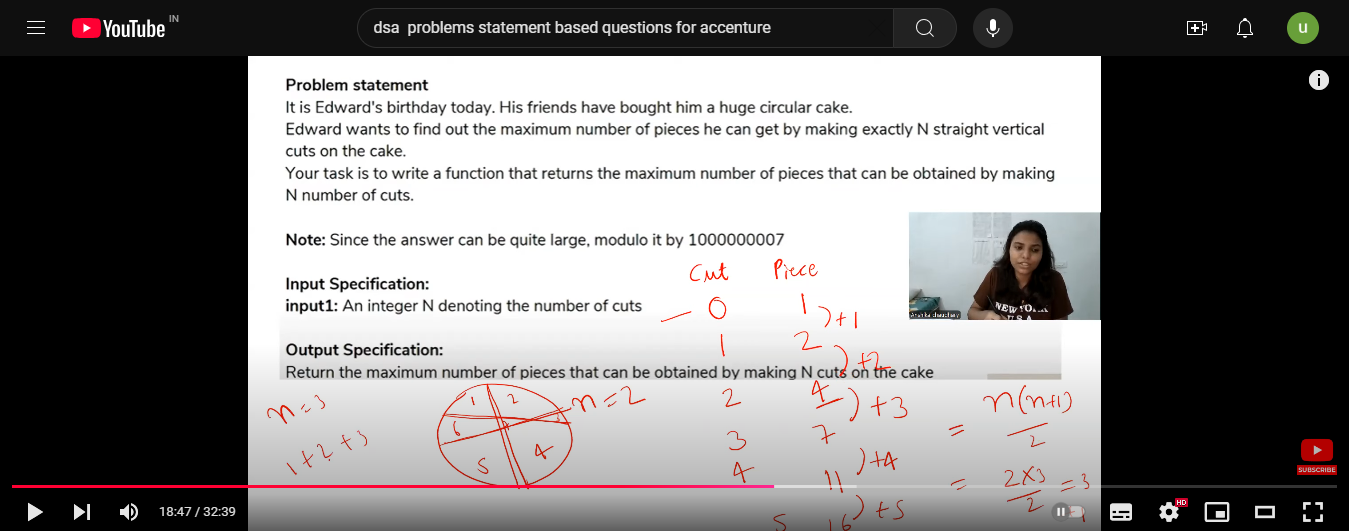 YouTube IN
dsa problems statement based questions for accenture
u
Problem statement
It is Edward's birthday today. His friends have bought him a huge circular cake.
Edward wants to find out the maximum number of pieces he can get by making exactly N straight vertical
cuts on the cake.
Your task is to write a function that returns the maximum number of pieces that can be obtained by making
N number of cuts.
Note: Since the answer can be quite large, modulo it by 1000000007
Input Specification:
input1: An integer N denoting the number of cuts
Output Specification:
Return the maximum number of pieces that can be obtained by making N cuts on the cake
Cut Piece
0 1 )+1
1 2 )+2
2 4 )+3
3 7
4 11 )+4
5 16 )+5
n=3
1+2+3
1 2
6
5 4
n=2
= n(n+1)
2
= 2x3 = 3
2 +1
NEW YORK
U S A
Anshika chaudhary
SUBSCRIBE
18:47 / 32:39
HD